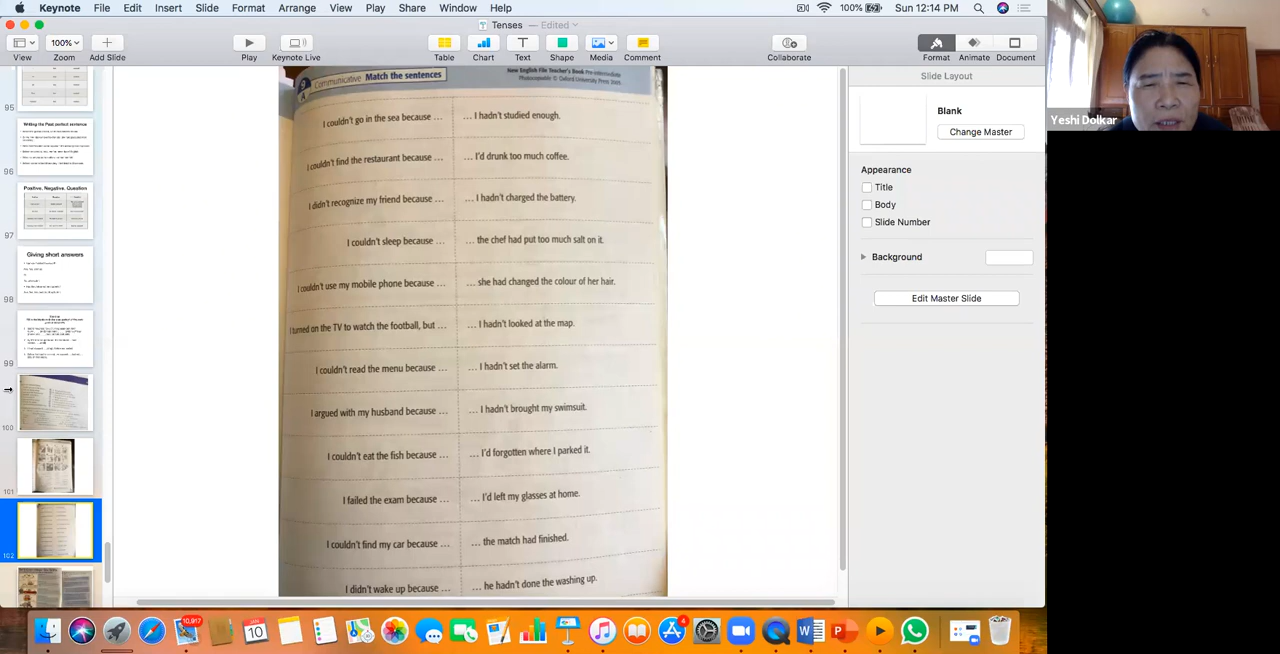 Keynote File Edit Insert Slide Format Arrange View Play Share Window Help
100% Sun 12:14 PM
Tenses — Edited
100%
View Zoom Add Slide
Play Keynote Live
Table Chart Text Shape Media Comment
Collaborate
Format Animate Document
95
Writing the Past perfect sentence
96
Positive, Negative, Question
97
Giving short answers
98
99
100
101
102
9 A Communicative Match the sentences
New English File Teacher's Book Pre-intermediate
Photocopiable © Oxford University Press 2005
I couldn't go in the sea because ... ... I hadn't studied enough.
I couldn't find the restaurant because ... ... I'd drunk too much coffee.
I didn't recognize my friend because ... ... I hadn't charged the battery.
I couldn't sleep because ... ... the chef had put too much salt on it.
I couldn't use my mobile phone because ... ... she had changed the colour of her hair.
I turned on the TV to watch the football, but ... ... I hadn't looked at the map.
I couldn't read the menu because ... ... I hadn't set the alarm.
I argued with my husband because ... ... I hadn't brought my swimsuit.
I couldn't eat the fish because ... ... I'd forgotten where I parked it.
I failed the exam because ... ... I'd left my glasses at home.
I couldn't find my car because ... ... the match had finished.
I didn't wake up because ... ... he hadn't done the washing up.
Slide Layout
Blank
Change Master
Appearance
Title
Body
Slide Number
Background
Edit Master Slide
Yeshi Dolkar
10,917
JAN
10
4